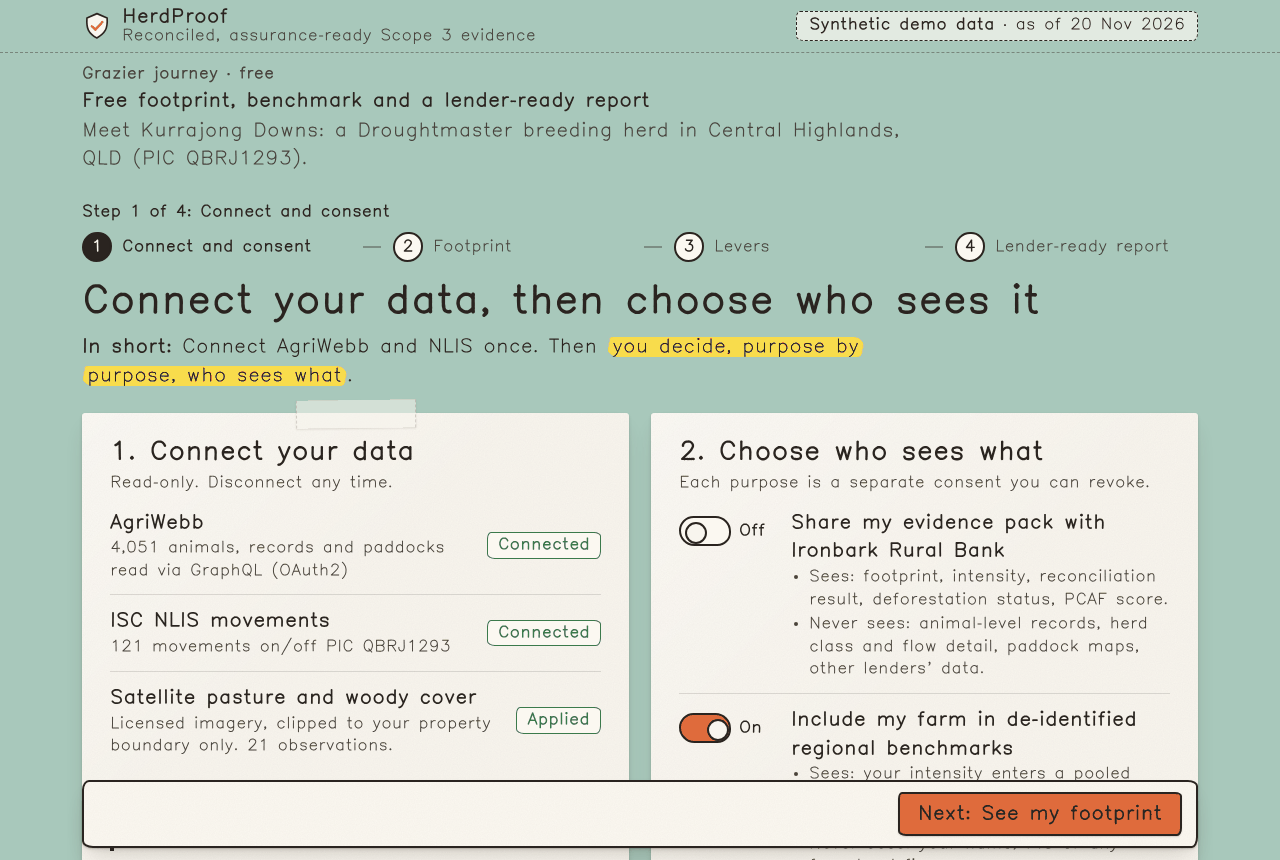 HerdProof
Reconciled, assurance-ready Scope 3 evidence
Synthetic demo data · as of 20 Nov 2026
Grazier journey · free
Free footprint, benchmark and a lender-ready report
Meet Kurrajong Downs: a Droughtmaster breeding herd in Central Highlands,
QLD (PIC QBRJ1293).
Step 1 of 4: Connect and consent
1 Connect and consent — 2 Footprint — 3 Levers — 4 Lender-ready report
Connect your data, then choose who sees it
In short: Connect AgriWebb and NLIS once. Then you decide, purpose by
purpose, who sees what.
1. Connect your data
Read-only. Disconnect any time.
AgriWebb
4,051 animals, records and paddocks
read via GraphQL (OAuth2)
Connected
ISC NLIS movements
121 movements on/off PIC QBRJ1293
Connected
Satellite pasture and woody cover
Licensed imagery, clipped to your property
boundary only. 21 observations.
Applied
2. Choose who sees what
Each purpose is a separate consent you can revoke.
Off
Share my evidence pack with
Ironbark Rural Bank
• Sees: footprint, intensity, reconciliation
result, deforestation status, PCAF score.
• Never sees: animal-level records, herd
class and flow detail, paddock maps,
other lenders’ data.
On
Include my farm in de-identified
regional benchmarks
• Sees: your intensity enters a pooled
Next: See my footprint